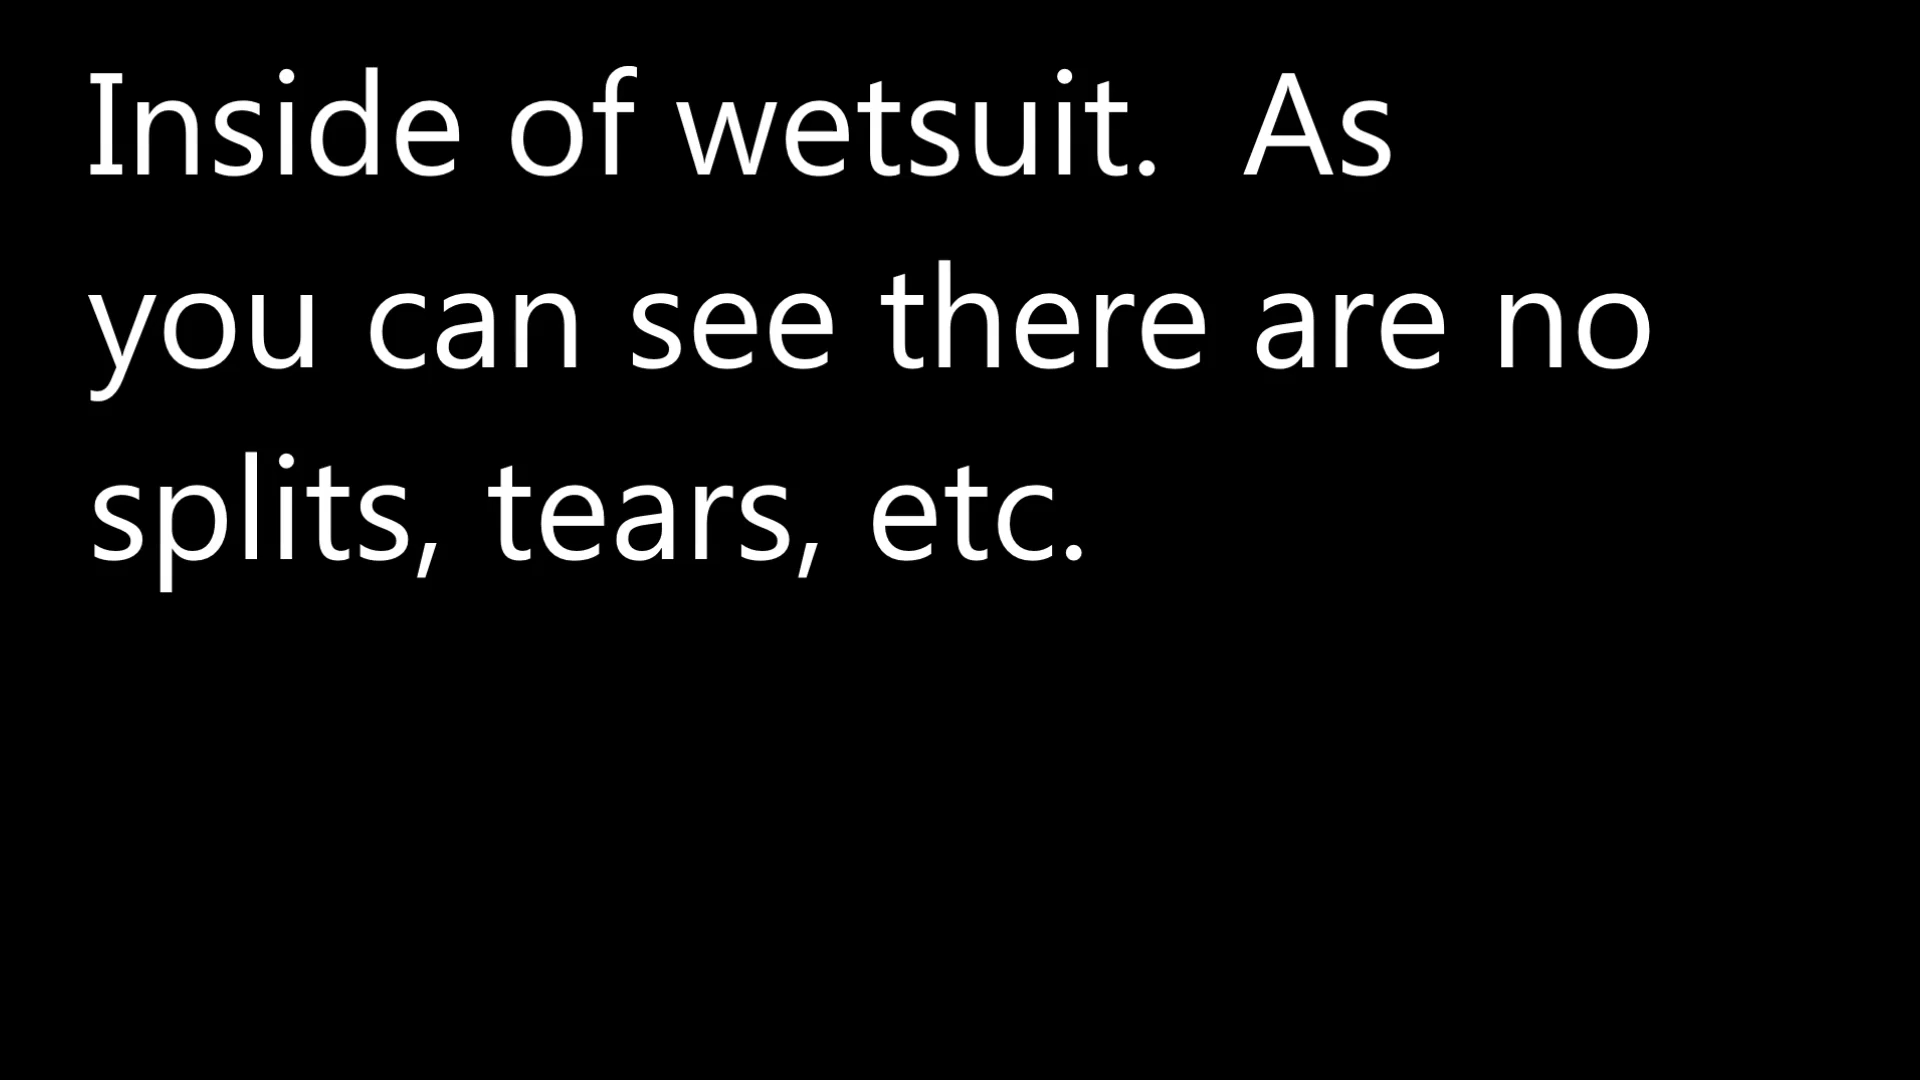 Inside of wetsuit.  As
you can see there are no
splits, tears, etc.